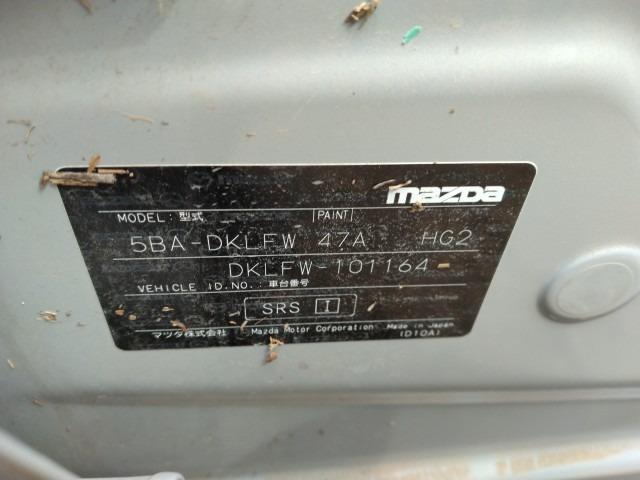 mazda
MODEL: 型式 PAINT
5BA-DKLFW 47A HG2
DKLFW-101164
VEHICLE ID.NO.: 車台番号
SRS I
マツダ株式会社 Mazda Motor Corporation Made in Japan
(D10A)